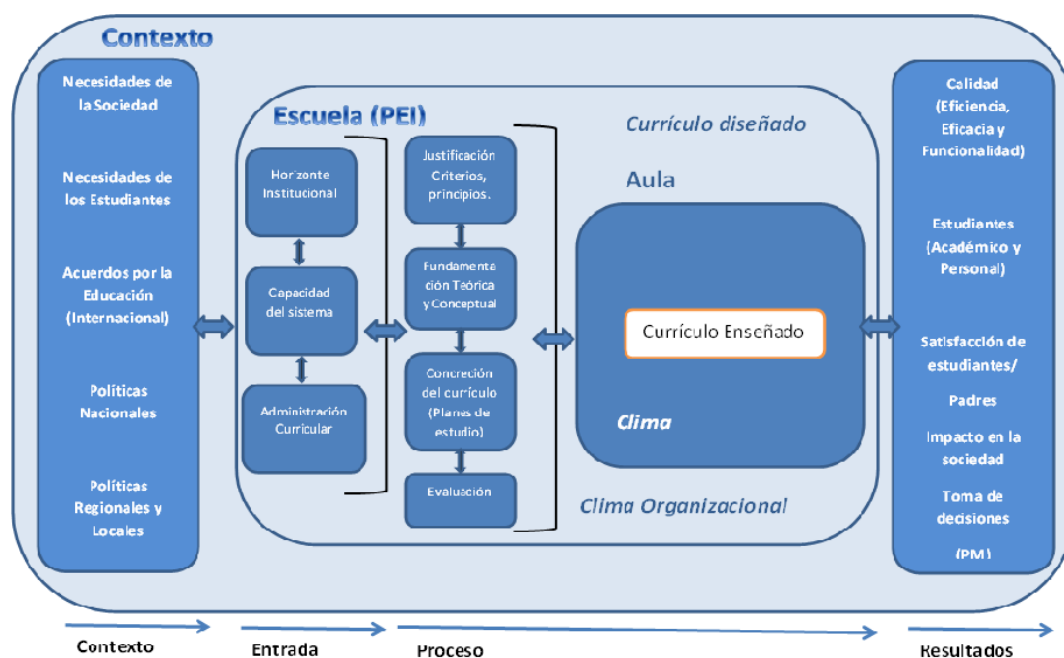 Contexto
Necesidades de
la Sociedad
Necesidades de
los Estudiantes
Acuerdos por la
Educación
(Internacional)
Políticas
Nacionales
Políticas
Regionales y
Locales
Escuela (PEI)
Horizonte
Institucional
Capacidad
del sistema
Administración
Curricular
Justificación
Criterios,
principios.
Fundamenta
ción Teórica
y Conceptual
Concreción
del currículo
(Planes de
estudio)
Evaluación
Currículo diseñado
Aula
Currículo Enseñado
Clima
Clima Organizacional
Calidad
(Eficiencia,
Eficacia y
Funcionalidad)
Estudiantes
(Académico y
Personal)
Satisfacción de
estudiantes/
Padres
Impacto en la
sociedad
Toma de
decisiones
(PM)
Contexto
Entrada
Proceso
Resultados